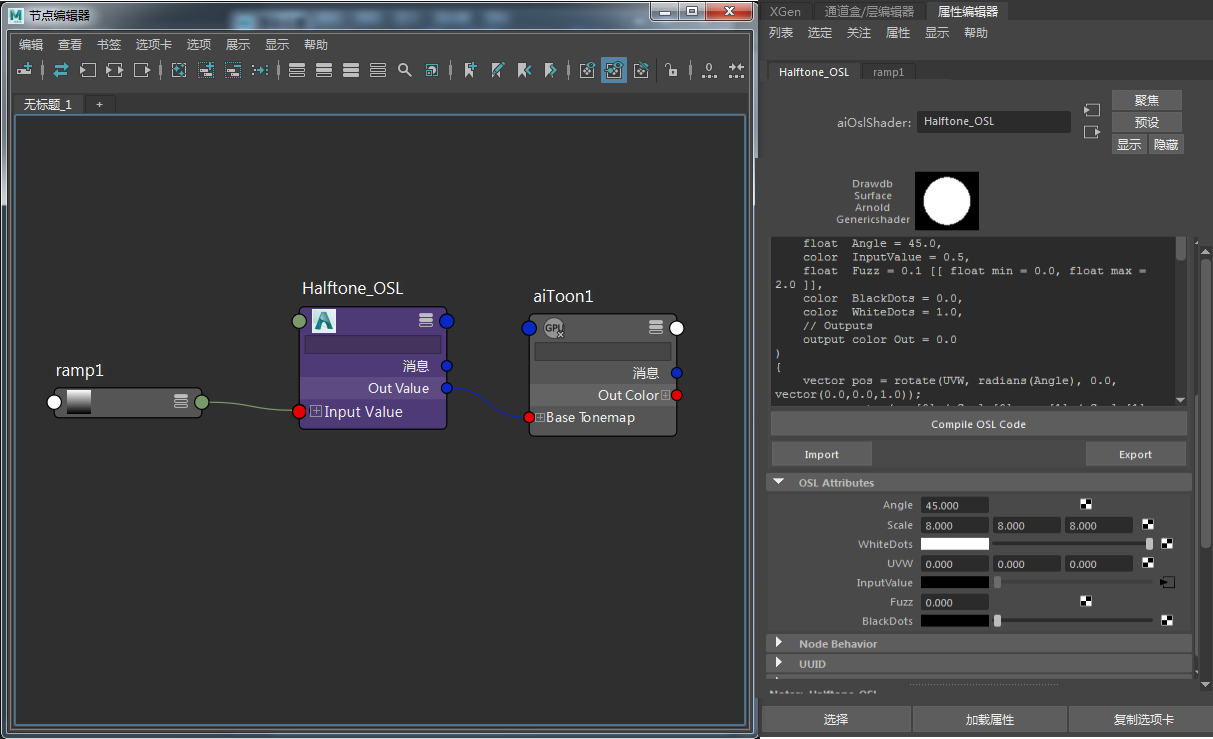 节点编辑器
编辑 查看 书签 选项卡 选项 展示 显示 帮助
0
无标题_1 +
Halftone_OSL
消息
Out Value
Input Value
ramp1
aiToon1
GPU
消息
Out Color
Base Tonemap
XGen 通道盒/层编辑器 属性编辑器
列表 选定 关注 属性 显示 帮助
Halftone_OSL ramp1
aiOslShader: Halftone_OSL
聚焦
预设
显示 隐藏
Drawdb
Surface
Arnold
Genericshader
float  Angle = 45.0,
color  InputValue = 0.5,
float  Fuzz = 0.1 [[ float min = 0.0, float max =
2.0 ]],
color  BlackDots = 0.0,
color  WhiteDots = 1.0,
// Outputs
output color Out = 0.0
)
{
vector pos = rotate(UVW, radians(Angle), 0.0,
vector(0.0,0.0,1.0));
Compile OSL Code
Import Export
OSL Attributes
Angle 45.000
Scale 8.000 8.000 8.000
WhiteDots
UVW 0.000 0.000 0.000
InputValue
Fuzz 0.000
BlackDots
Node Behavior
UUID
Notes: Halftone_OSL
选择 加载属性 复制选项卡